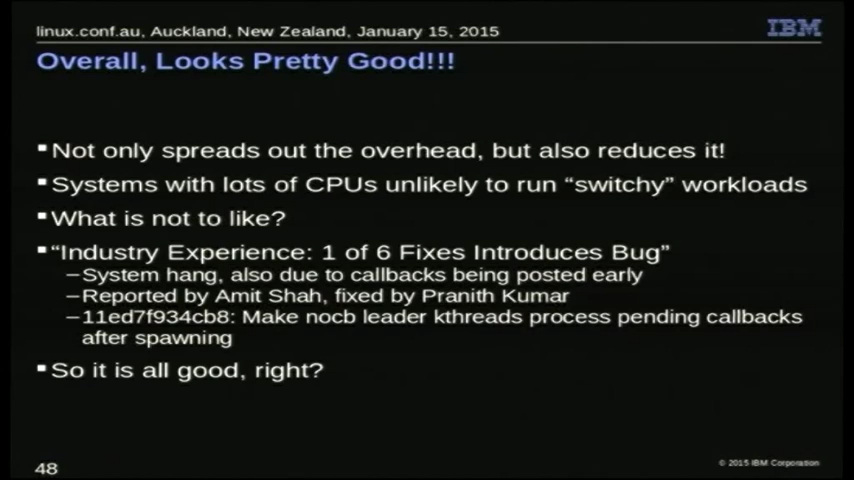 linux.conf.au, Auckland, New Zealand, January 15, 2015
IBM
Overall, Looks Pretty Good!!!
Not only spreads out the overhead, but also reduces it!
Systems with lots of CPUs unlikely to run “switchy” workloads
What is not to like?
“Industry Experience: 1 of 6 Fixes Introduces Bug”
–System hang, also due to callbacks being posted early
–Reported by Amit Shah, fixed by Pranith Kumar
–11ed7f934cb8: Make nocb leader kthreads process pending callbacks
after spawning
So it is all good, right?
48
© 2015 IBM Corporation